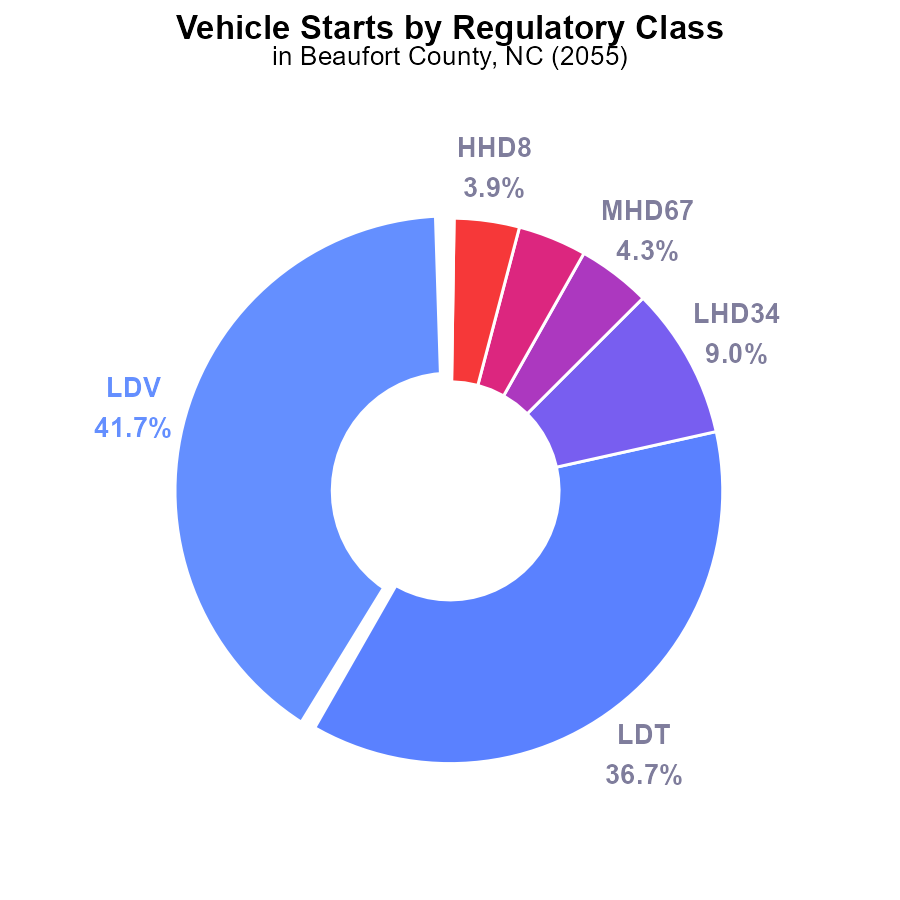 Vehicle Starts by Regulatory Class
in Beaufort County, NC (2055)
HHD8
3.9%
MHD67
4.3%
LHD34
9.0%
LDV
41.7%
LDT
36.7%